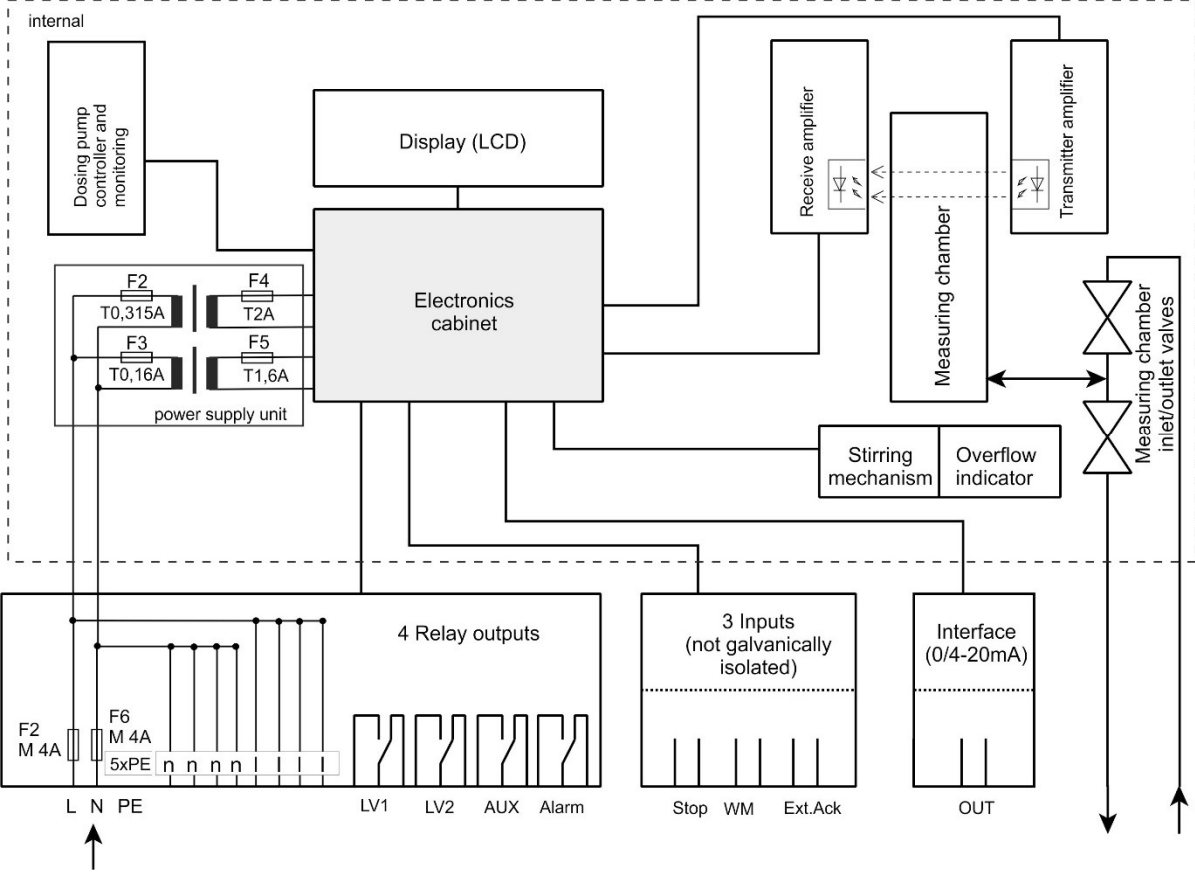 internal
Dosing pump
controller and
monitoring
Display (LCD)
Receive amplifier
Transmitter amplifier
Measuring chamber
Electronics
cabinet
F2
T0,315A
F4
T2A
F3
T0,16A
F5
T1,6A
power supply unit
Measuring chamber
inlet/outlet valves
Stirring
mechanism
Overflow
indicator
4 Relay outputs
3 Inputs
(not galvanically
isolated)
Interface
(0/4-20mA)
F2
M 4A
F6
M 4A
5xPE n n n n l l l l
L N PE
LV1 LV2 AUX Alarm
Stop WM Ext.Ack
OUT